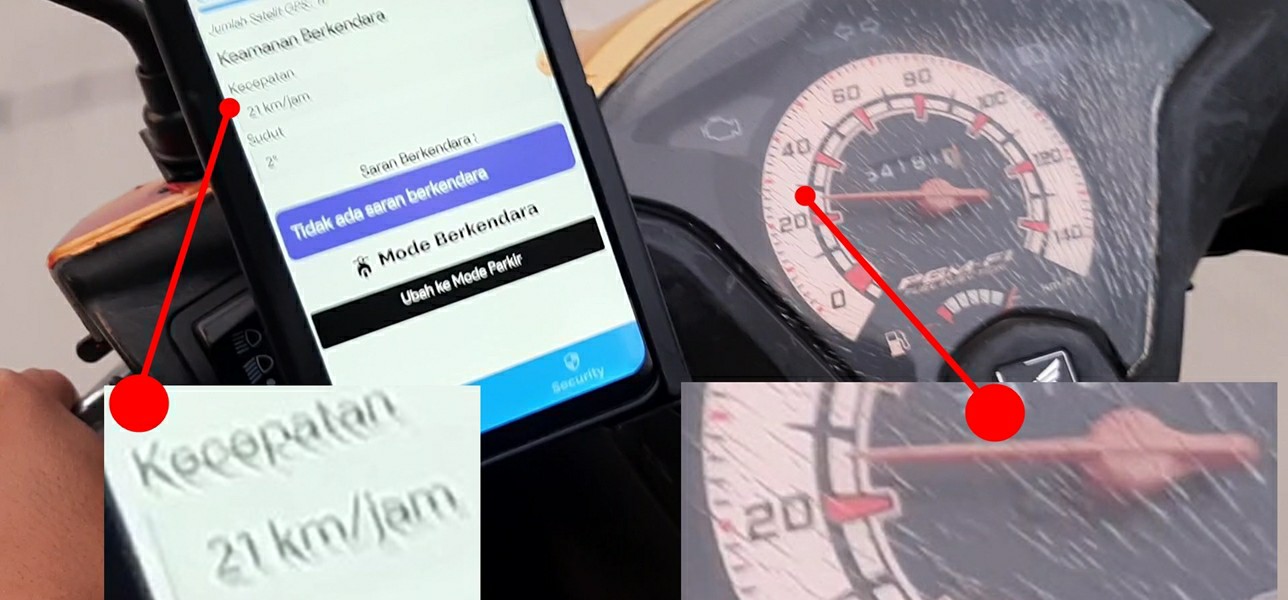 Jumlah Satelit GPS: 11
Keamanan Berkendara
Kecepatan
21 km/jam
Sudut
2°
Saran Berkendara :
Tidak ada saran berkendara
Mode Berkendara
Ubah ke Mode Parkir
Security
0
20
40
60
80
100
120
140
km/h
PGM-FI
Kecepatan
21 km/jam
20